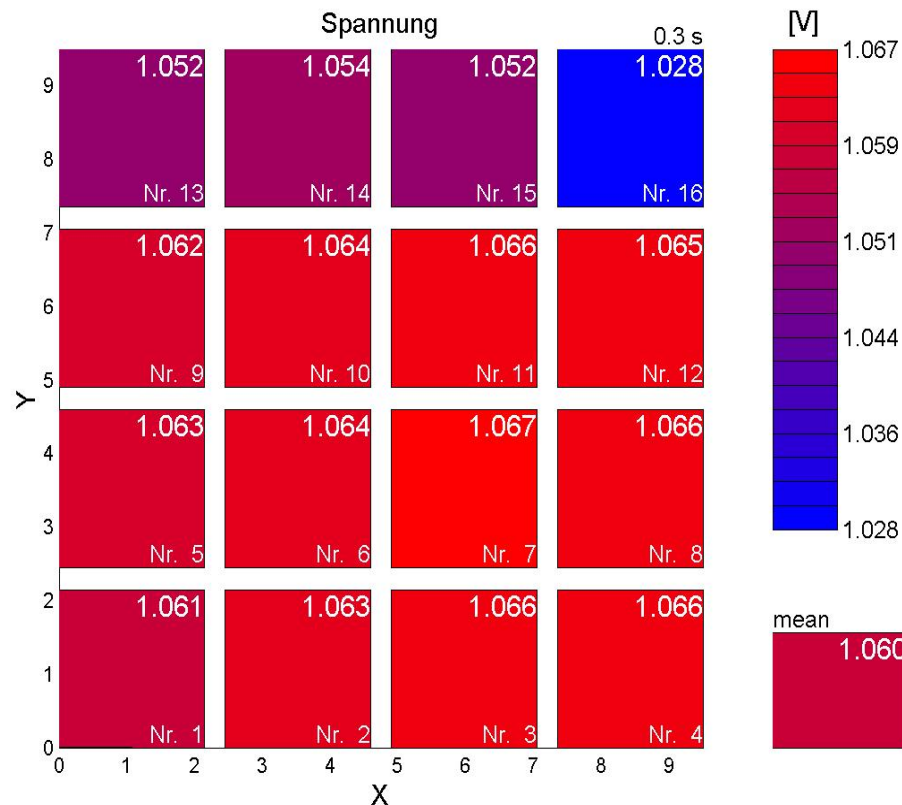 Spannung
0.3 s
[V]
1.052 1.054 1.052 1.028
Nr. 13 Nr. 14 Nr. 15 Nr. 16
1.062 1.064 1.066 1.065
Nr. 9 Nr. 10 Nr. 11 Nr. 12
1.063 1.064 1.067 1.066
Nr. 5 Nr. 6 Nr. 7 Nr. 8
1.061 1.063 1.066 1.066
Nr. 1 Nr. 2 Nr. 3 Nr. 4
9
8
7
6
5
4
3
2
1
0
Y
0 1 2 3 4 5 6 7 8 9
X
1.067
1.059
1.051
1.044
1.036
1.028
mean
1.060